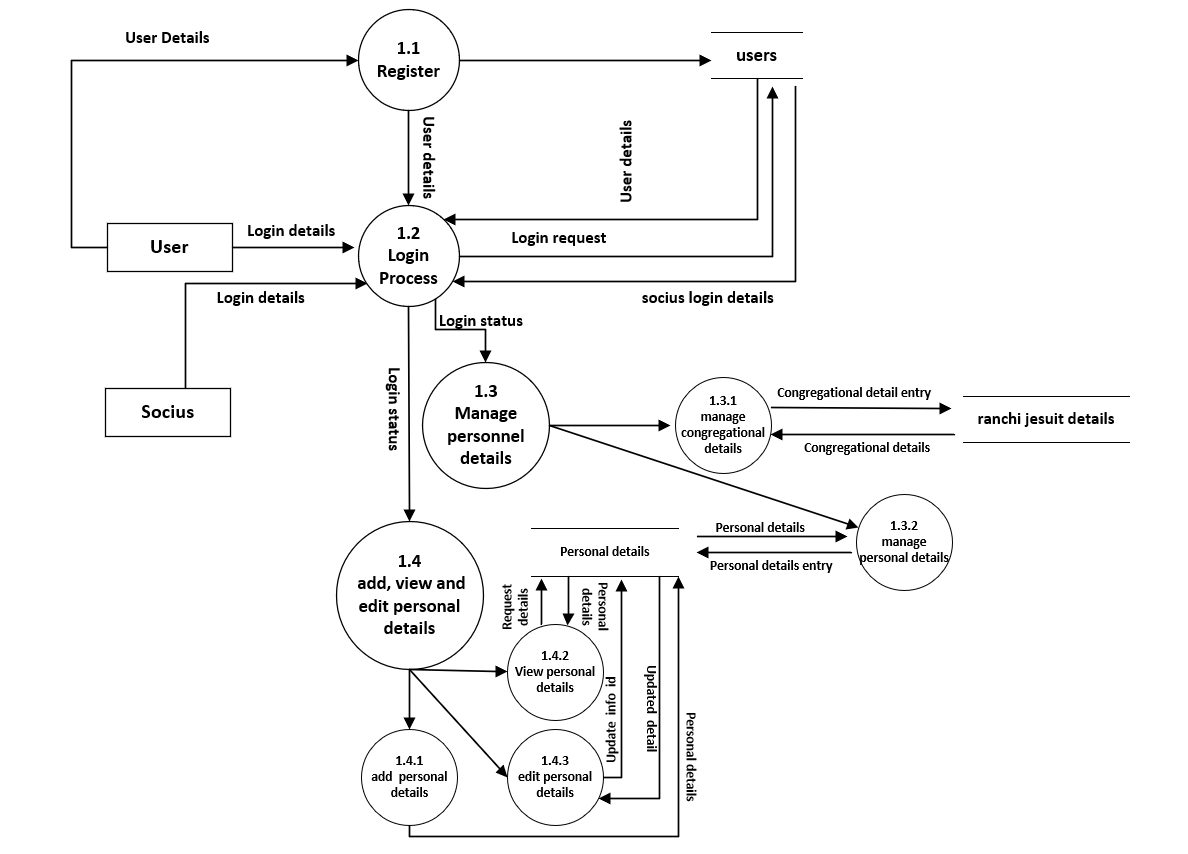 User Details
1.1
Register
users
User details
User details
User
Login details
1.2
Login
Process
Login request
Login details
socius login details
Login status
Socius
Login status
1.3
Manage
personnel
details
1.3.1
manage
congregational
details
Congregational detail entry
ranchi jesuit details
Congregational details
1.3.2
manage
personal details
Personal details
Personal details entry
Personal details
1.4
add, view and
edit personal
details
Request
details
Personal
details
1.4.2
View personal
details
Update info id
Updated detail
Personal details
1.4.1
add personal
details
1.4.3
edit personal
details